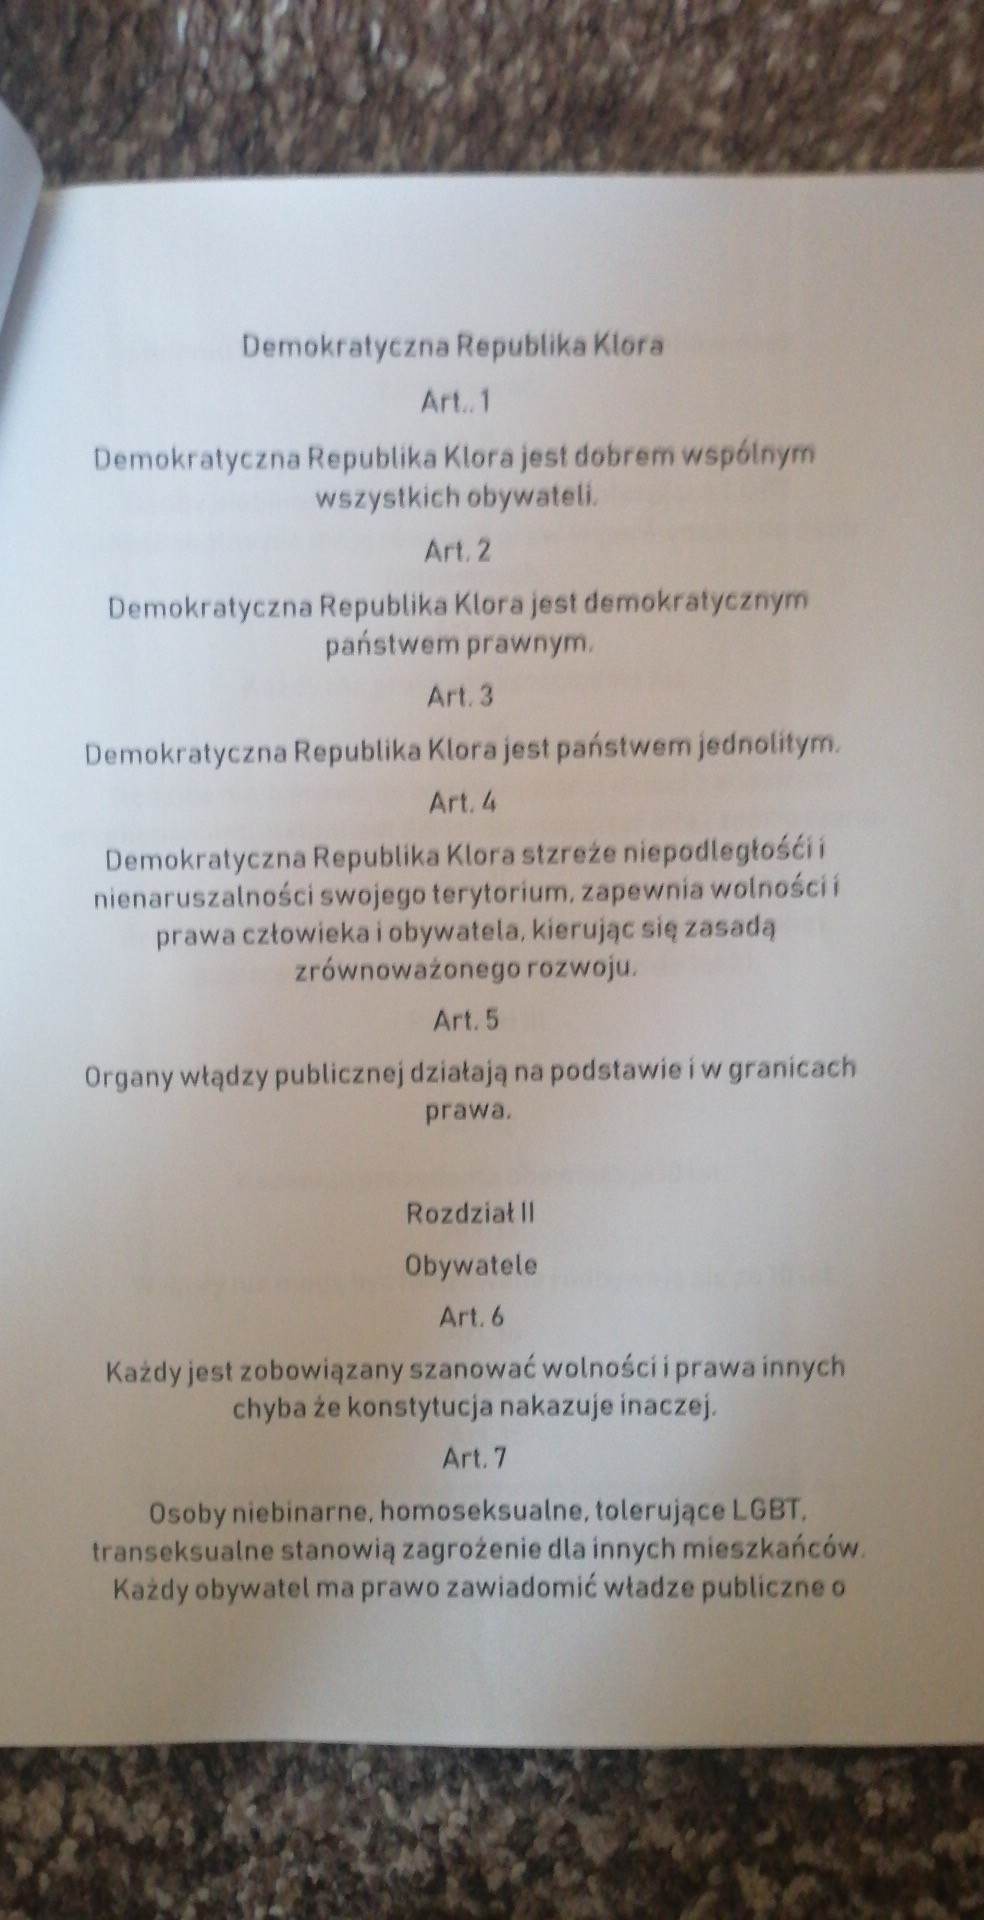 Demokratyczna Republika Klora
Art.. 1
Demokratyczna Republika Klora jest dobrem wspólnym
wszystkich obywateli.
Art. 2
Demokratyczna Republika Klora jest demokratycznym
państwem prawnym.
Art. 3
Demokratyczna Republika Klora jest państwem jednolitym.
Art. 4
Demokratyczna Republika Klora stzreże niepodległośći i
nienaruszalności swojego terytorium, zapewnia wolności i
prawa człowieka i obywatela, kierując się zasadą
zrównoważonego rozwoju.
Art. 5
Organy włądzy publicznej działają na podstawie i w granicach
prawa.
Rozdział II
Obywatele
Art. 6
Każdy jest zobowiązany szanować wolności i prawa innych
chyba że konstytucja nakazuje inaczej.
Art. 7
Osoby niebinarne, homoseksualne, tolerujące LGBT,
transeksualne stanowią zagrożenie dla innych mieszkańców.
Każdy obywatel ma prawo zawiadomić władze publiczne o